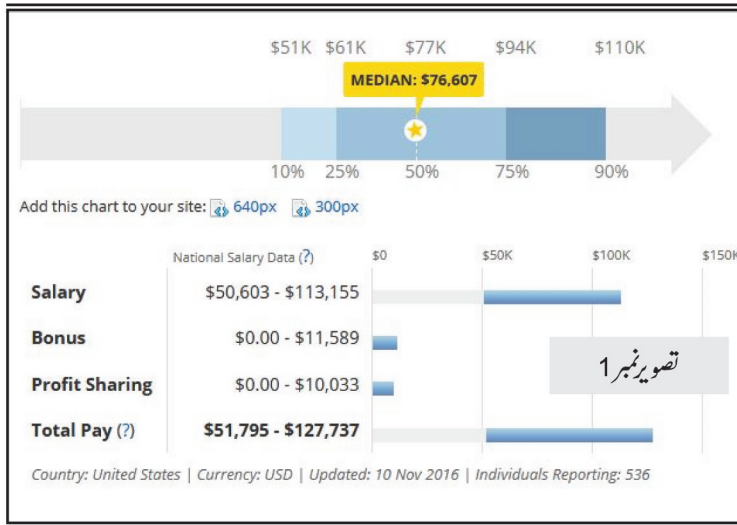 $51K $61K $77K $94K $110K
MEDIAN: $76,607
10% 25% 50% 75% 90%
Add this chart to your site: 640px 300px
National Salary Data (?) $0 $50K $100K $150K
Salary $50,603 - $113,155
Bonus $0.00 - $11,589
Profit Sharing $0.00 - $10,033
تصویر نمبر 1
Total Pay (?) $51,795 - $127,737
Country: United States | Currency: USD | Updated: 10 Nov 2016 | Individuals Reporting: 536